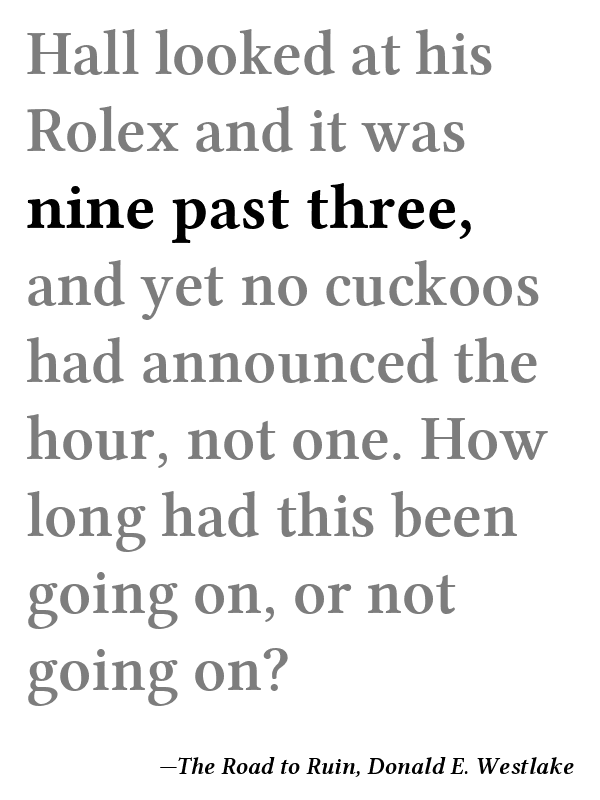 Hall looked at his
Rolex and it was
nine past three,
and yet no cuckoos
had announced the
hour, not one. How
long had this been
going on, or not
going on?
—The Road to Ruin, Donald E. Westlake